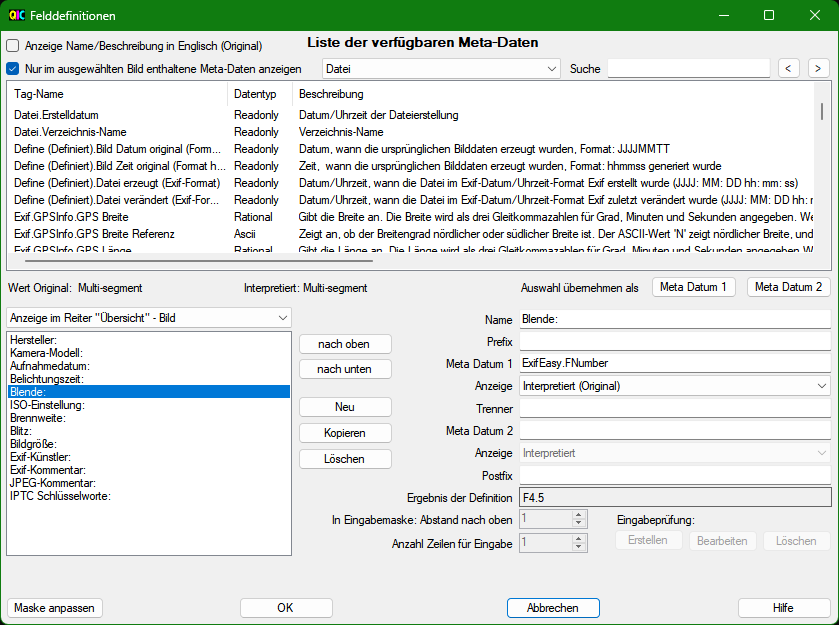 QIC Felddefinitionen
Anzeige Name/Beschreibung in Englisch (Original)
Liste der verfügbaren Meta-Daten
Nur im ausgewählten Bild enthaltene Meta-Daten anzeigen
Datei
Suche
<
>
Tag-Name Datentyp Beschreibung
Datei.Erstelldatum Readonly Datum/Uhrzeit der Dateierstellung
Datei.Verzeichnis-Name Readonly Verzeichnis-Name
Define (Definiert).Bild Datum original (Form... Readonly Datum, wann die ursprünglichen Bilddaten erzeugt wurden, Format: JJJJMMTT
Define (Definiert).Bild Zeit original (Format h... Readonly Zeit, wann die ursprünglichen Bilddaten erzeugt wurden, Format: hhmmss generiert wurde
Define (Definiert).Datei erzeugt (Exif-Format) Readonly Datum/Uhrzeit, wann die Datei im Exif-Datum/Uhrzeit-Format Exif erstellt wurde (JJJJ: MM: DD hh: mm: ss)
Define (Definiert).Datei verändert (Exif-For... Readonly Datum/Uhrzeit, wann die Datei im Exif-Datum/Uhrzeit-Format Exif zuletzt verändert wurde (JJJJ: MM: DD hh:
Exif.GPSInfo.GPS Breite Rational Gibt die Breite an. Die Breite wird als drei Gleitkommazahlen für Grad, Minuten und Sekunden angegeben. We
Exif.GPSInfo.GPS Breite Referenz Ascii Zeigt an, ob der Breitengrad nördlicher oder südlicher Breite ist. Der ASCII-Wert 'N' zeigt nördlicher Breite, und
Exif.GPSInfo.GPS Länge Rational Gibt die Länge an. Die Länge wird als drei Gleitkommazahlen für Grad, Minuten und Sekunden angegeben. W
Wert Original: Multi-segment
Interpretiert: Multi-segment
Auswahl übernehmen als
Meta Datum 1
Meta Datum 2
Anzeige im Reiter "Übersicht" - Bild
Hersteller:
Kamera-Modell:
Aufnahmedatum:
Belichtungszeit:
Blende:
ISO-Einstellung:
Brennweite:
Blitz:
Bildgröße:
Exif-Künstler:
Exif-Kommentar:
JPEG-Kommentar:
IPTC Schlüsselworte:
nach oben
nach unten
Neu
Kopieren
Löschen
Name Blende:
Prefix
Meta Datum 1 ExifEasy.FNumber
Anzeige Interpretiert (Original)
Trenner
Meta Datum 2
Anzeige Interpretiert
Postfix
Ergebnis der Definition F4.5
In Eingabemaske: Abstand nach oben 1
Eingabeprüfung:
Anzahl Zeilen für Eingabe 1
Erstellen
Bearbeiten
Löschen
Maske anpassen
OK
Abbrechen
Hilfe